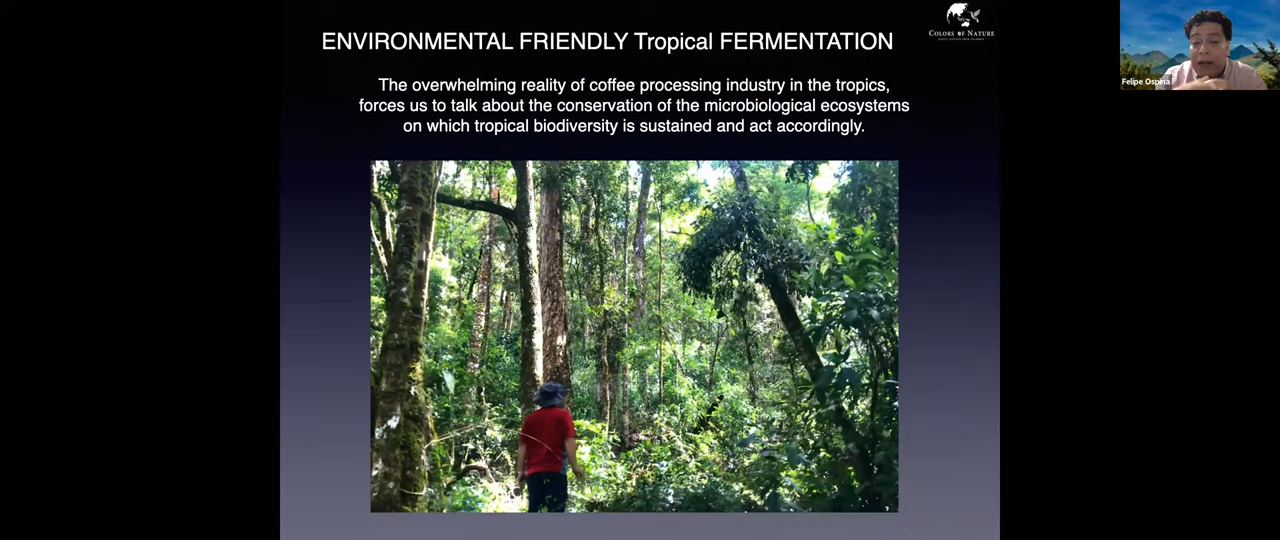 ENVIRONMENTAL FRIENDLY Tropical FERMENTATION
COLORS OF NATURE
The overwhelming reality of coffee processing industry in the tropics,
forces us to talk about the conservation of the microbiological ecosystems
on which tropical biodiversity is sustained and act accordingly.
Felipe Ospina